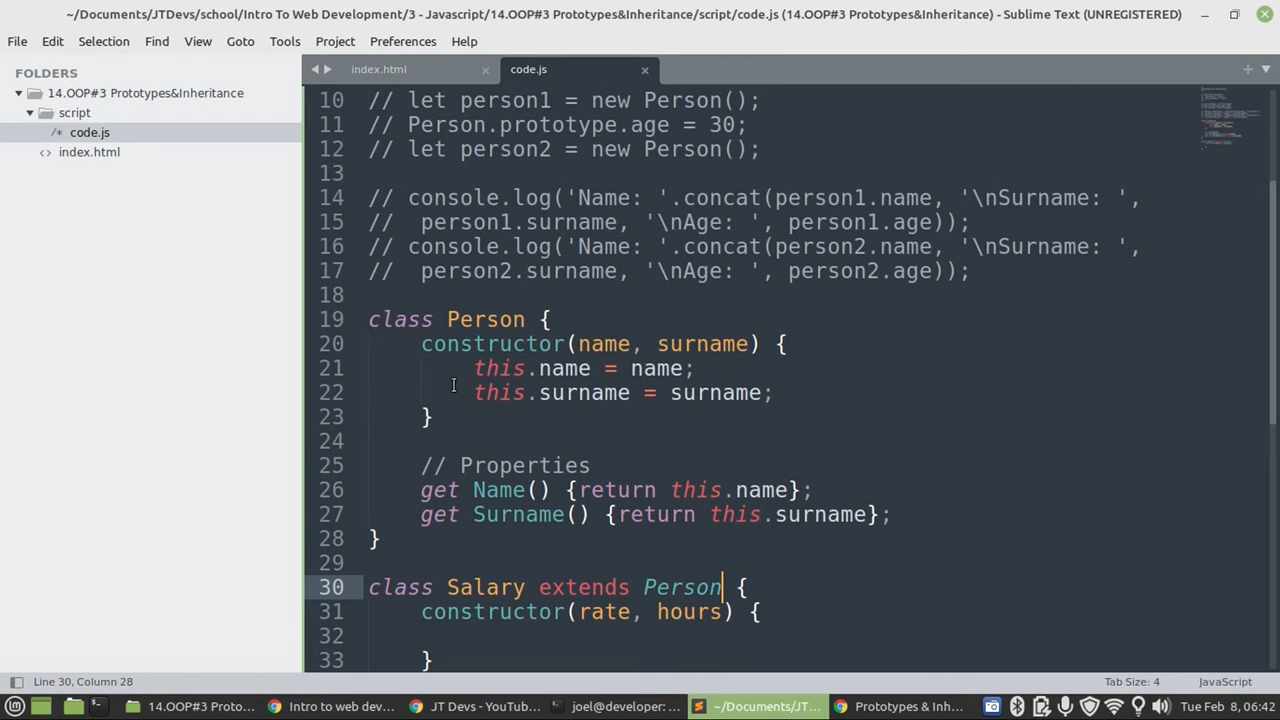 ~/Documents/JTDevs/school/Intro To Web Development/3 - Javascript/14.OOP#3 Prototypes&Inheritance/script/code.js (14.OOP#3 Prototypes&Inheritance) - Sublime Text (UNREGISTERED)
File Edit Selection Find View Goto Tools Project Preferences Help
FOLDERS
14.OOP#3 Prototypes&Inheritance
script
/* code.js
<> index.html
index.html code.js
10 // let person1 = new Person();
11 // Person.prototype.age = 30;
12 // let person2 = new Person();
13
14 // console.log('Name: '.concat(person1.name, '\nSurname: ',
15 //  person1.surname, '\nAge: ', person1.age));
16 // console.log('Name: '.concat(person2.name, '\nSurname: ',
17 //  person2.surname, '\nAge: ', person2.age));
18
19 class Person {
20     constructor(name, surname) {
21         this.name = name;
22         this.surname = surname;
23     }
24
25     // Properties
26     get Name() {return this.name};
27     get Surname() {return this.surname};
28 }
29
30 class Salary extends Person {
31     constructor(rate, hours) {
32
33     }
Line 30, Column 28 Tab Size: 4 JavaScript
14.OOP#3 Proto... Intro to web dev... JT Devs - YouTub... joel@developer: ... ~/Documents/JT... Prototypes & Inh... Tue Feb 8, 06:42